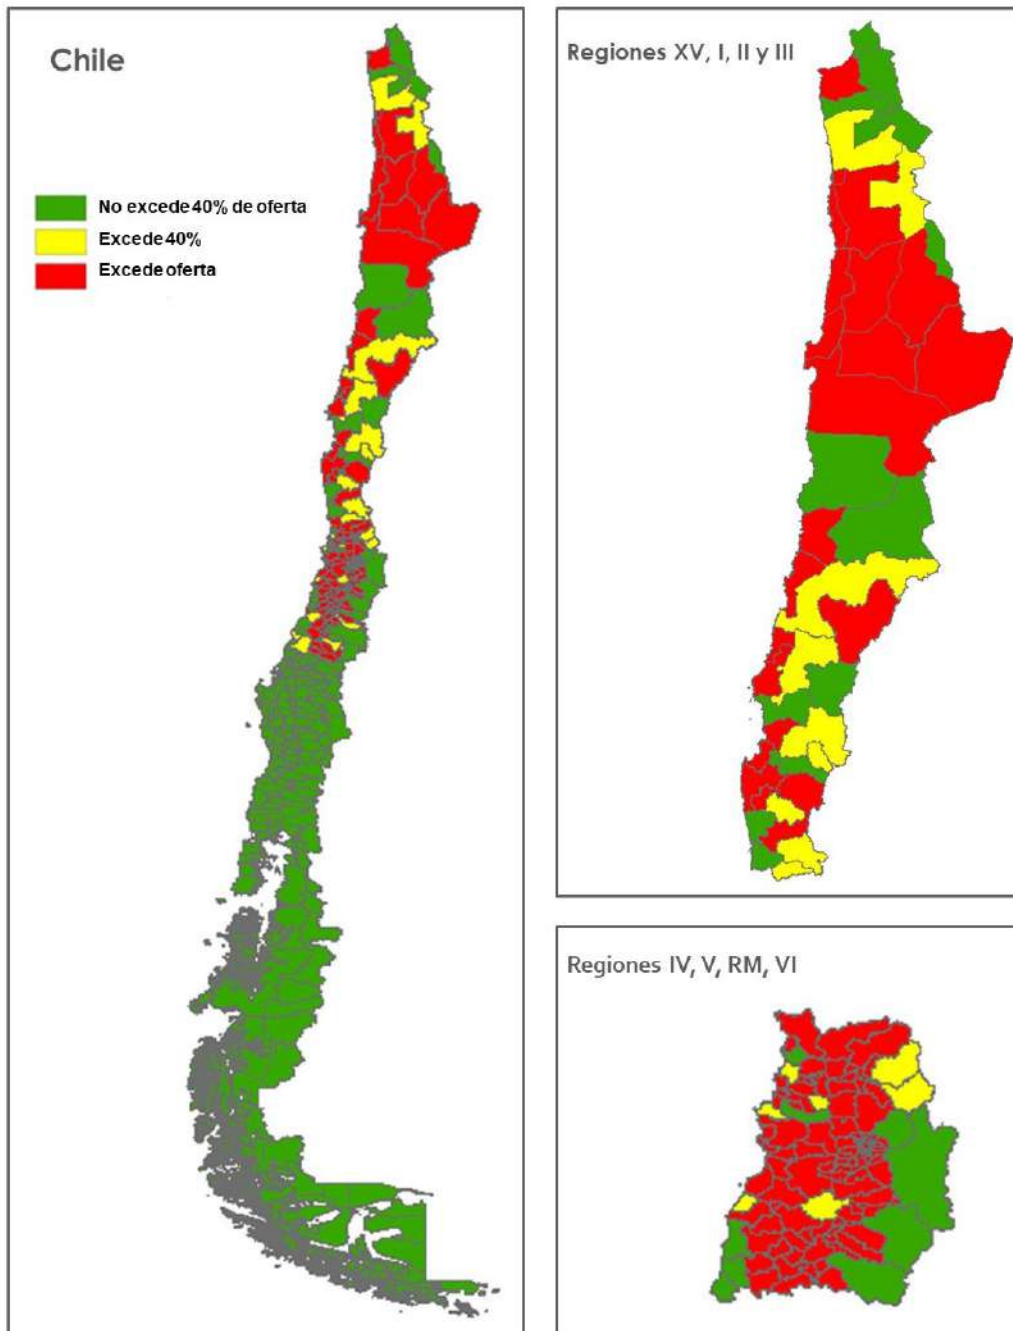 Chile
No excede 40% de oferta
Excede 40%
Excede oferta
Regiones XV, I, II y III
Regiones IV, V, RM, VI